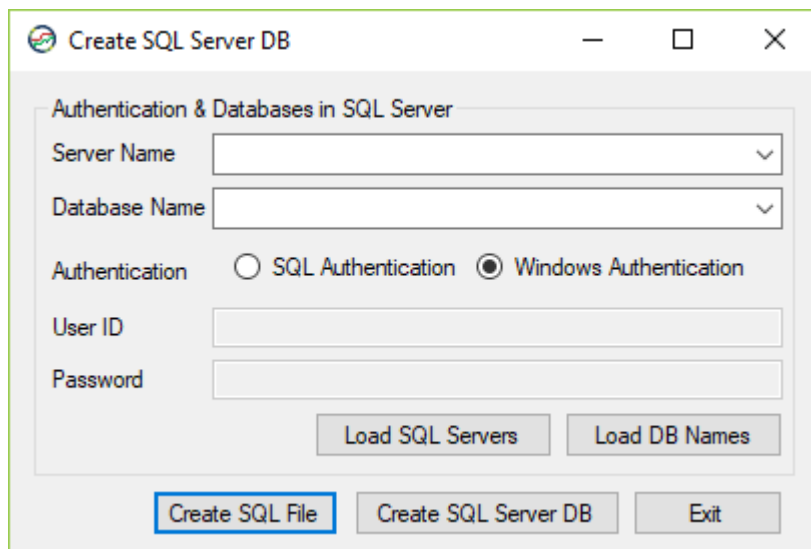 Create SQL Server DB
Authentication & Databases in SQL Server
Server Name
Database Name
Authentication SQL Authentication Windows Authentication
User ID
Password
Load SQL Servers Load DB Names
Create SQL File Create SQL Server DB Exit